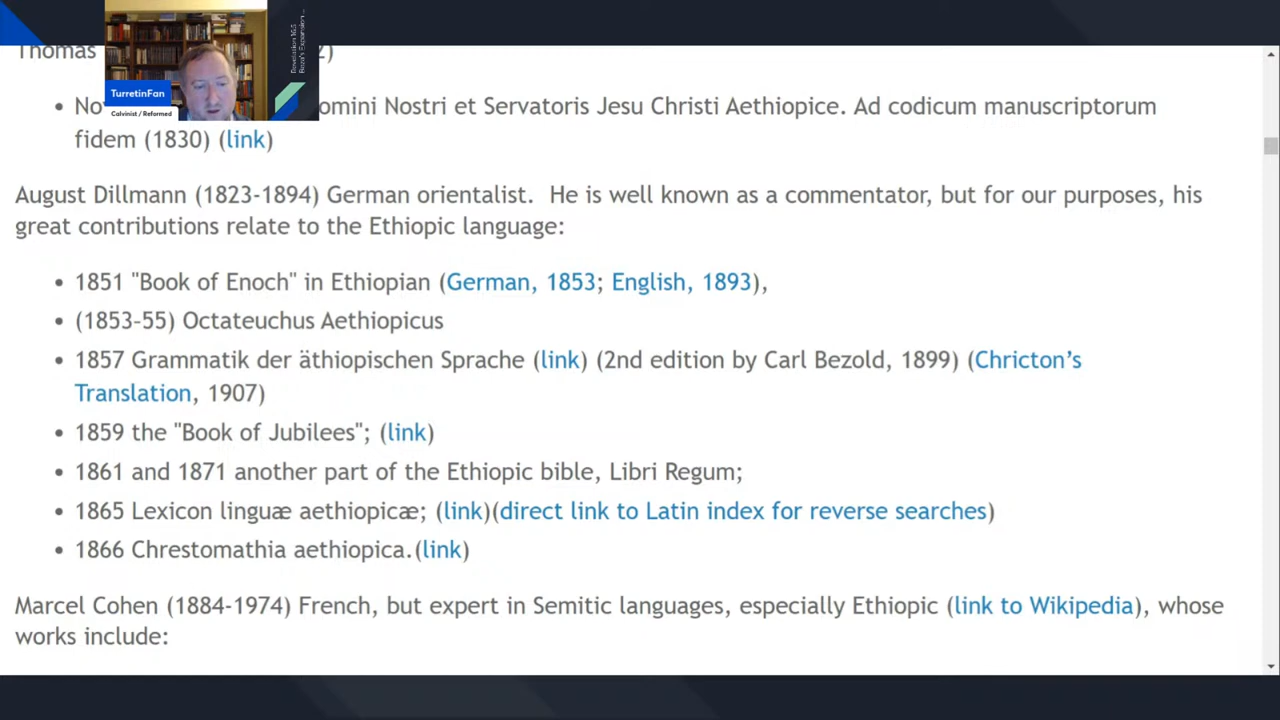 Thomas 2)
• No omini Nostri et Servatoris Jesu Christi Aethiopice. Ad codicum manuscriptorum
fidem (1830) (link)
TurretinFan
Calvinist / Reformed
Revelation 16:5
August Dillmann (1823-1894) German orientalist.  He is well known as a commentator, but for our purposes, his
great contributions relate to the Ethiopic language:
• 1851 "Book of Enoch" in Ethiopian (German, 1853; English, 1893),
• (1853–55) Octateuchus Aethiopicus
• 1857 Grammatik der äthiopischen Sprache (link) (2nd edition by Carl Bezold, 1899) (Chricton’s
Translation, 1907)
• 1859 the "Book of Jubilees"; (link)
• 1861 and 1871 another part of the Ethiopic bible, Libri Regum;
• 1865 Lexicon linguæ aethiopicæ; (link)(direct link to Latin index for reverse searches)
• 1866 Chrestomathia aethiopica.(link)
Marcel Cohen (1884-1974) French, but expert in Semitic languages, especially Ethiopic (link to Wikipedia), whose
works include: